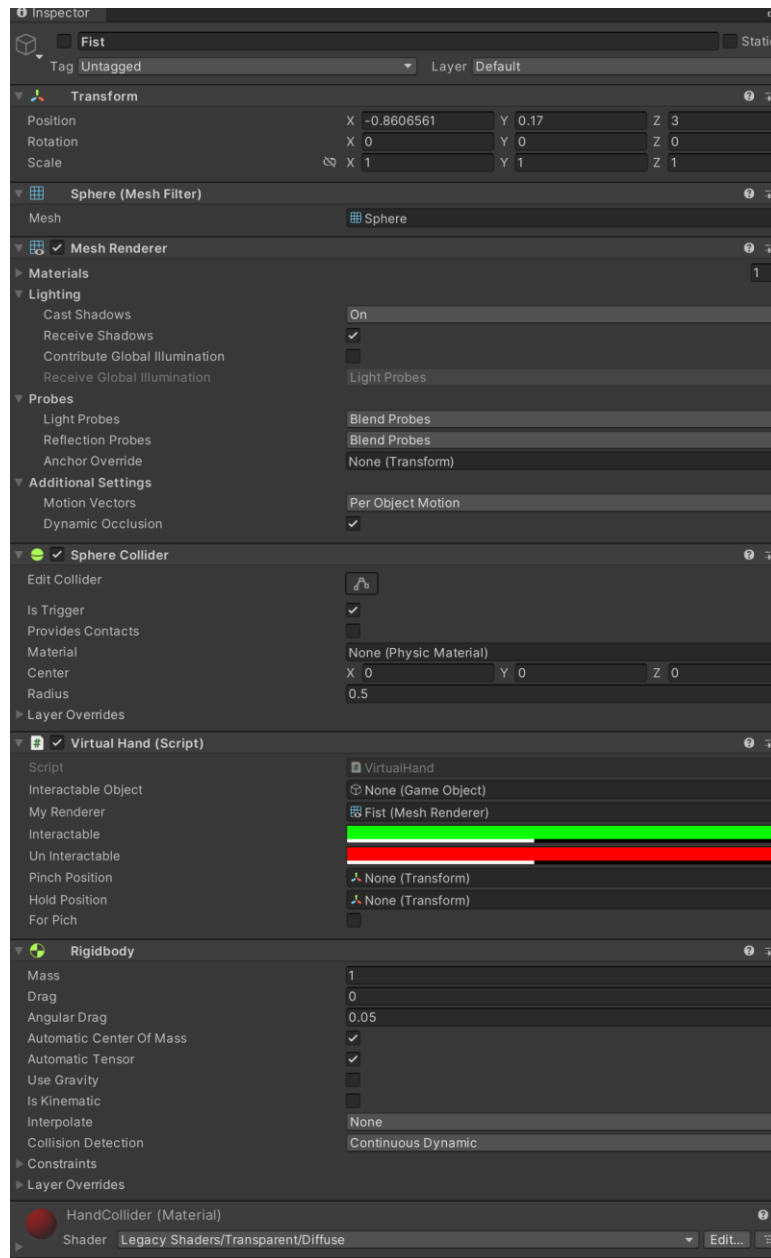 Inspector
Fist Stati
Tag Untagged Layer Default
Transform
Position X -0.8606561 Y 0.17 Z 3
Rotation X 0 Y 0 Z 0
Scale X 1 Y 1 Z 1
Sphere (Mesh Filter)
Mesh Sphere
Mesh Renderer
Materials 1
Lighting
Cast Shadows On
Receive Shadows
Contribute Global Illumination
Receive Global Illumination Light Probes
Probes
Light Probes Blend Probes
Reflection Probes Blend Probes
Anchor Override None (Transform)
Additional Settings
Motion Vectors Per Object Motion
Dynamic Occlusion
Sphere Collider
Edit Collider
Is Trigger
Provides Contacts
Material None (Physic Material)
Center X 0 Y 0 Z 0
Radius 0.5
Layer Overrides
# Virtual Hand (Script)
Script VirtualHand
Interactable Object None (Game Object)
My Renderer Fist (Mesh Renderer)
Interactable
Un Interactable
Pinch Position None (Transform)
Hold Position None (Transform)
For Pich
Rigidbody
Mass 1
Drag 0
Angular Drag 0.05
Automatic Center Of Mass
Automatic Tensor
Use Gravity
Is Kinematic
Interpolate None
Collision Detection Continuous Dynamic
Constraints
Layer Overrides
HandCollider (Material)
Shader Legacy Shaders/Transparent/Diffuse Edit...